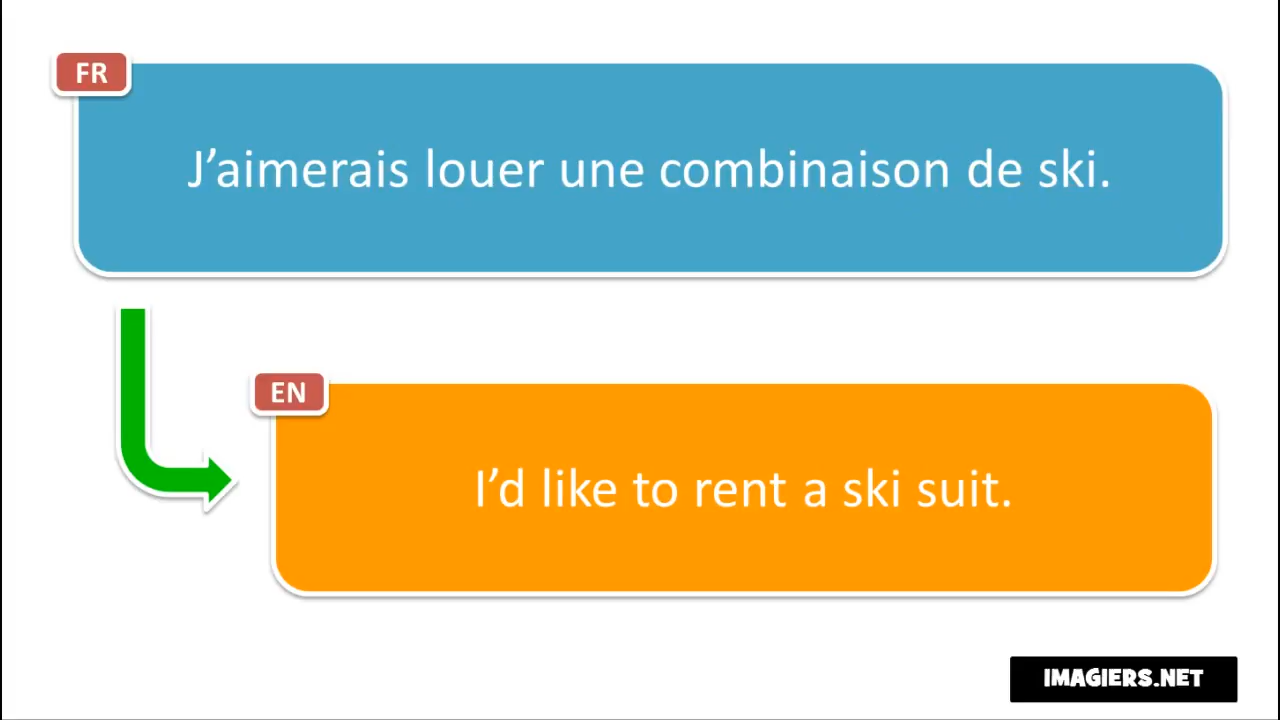 FR
J’aimerais louer une combinaison de ski.
EN
I’d like to rent a ski suit.
IMAGIERS.NET